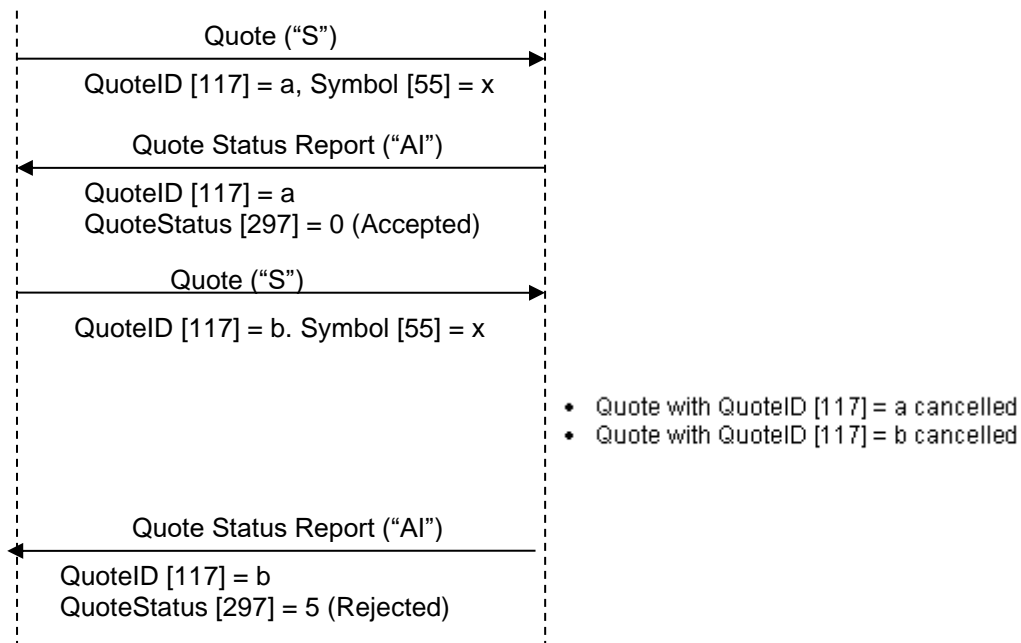 Quote (“S”)
QuoteID [117] = a, Symbol [55] = x
Quote Status Report (“AI”)
QuoteID [117] = a
QuoteStatus [297] = 0 (Accepted)
Quote (“S”)
QuoteID [117] = b. Symbol [55] = x
• Quote with QuoteID [117] = a cancelled
• Quote with QuoteID [117] = b cancelled
Quote Status Report (“AI”)
QuoteID [117] = b
QuoteStatus [297] = 5 (Rejected)